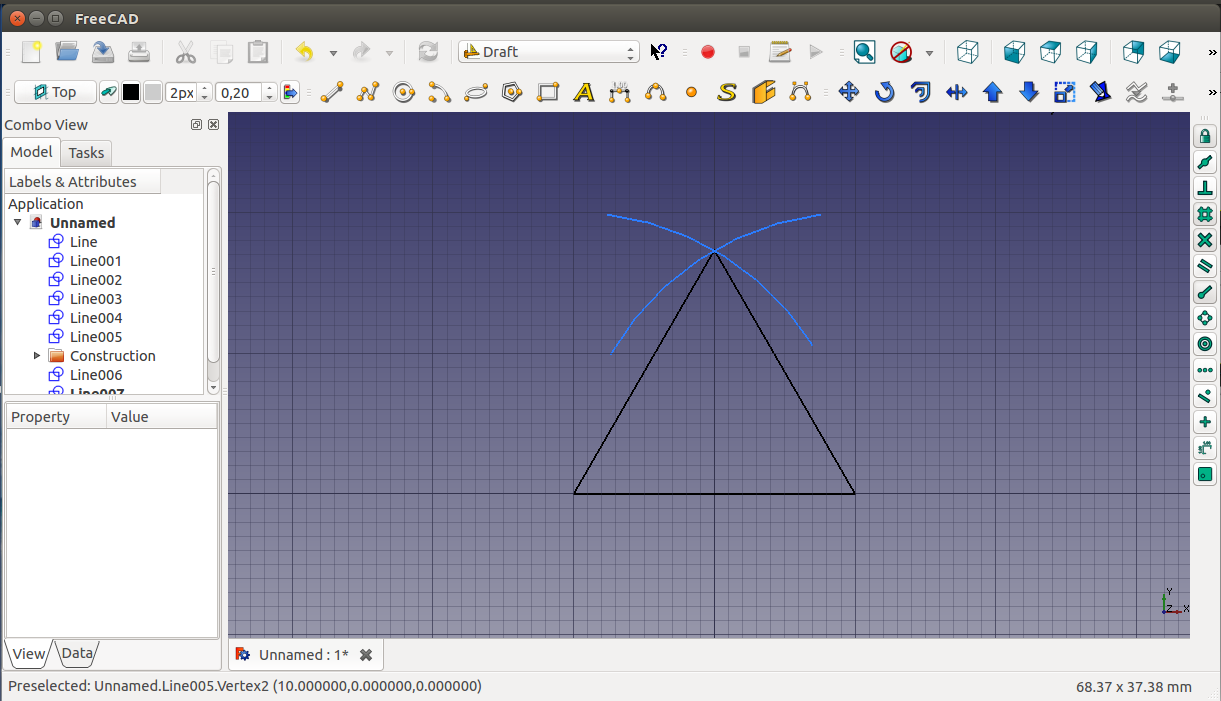 FreeCAD
Draft
Top
2px
0,20
Combo View
Model Tasks
Labels & Attributes
Application
Unnamed
Line
Line001
Line002
Line003
Line004
Line005
Construction
Line006
Line007
Property Value
View Data
Y
Z X
Unnamed : 1*
Preselected: Unnamed.Line005.Vertex2 (10.000000,0.000000,0.000000)
68.37 x 37.38 mm